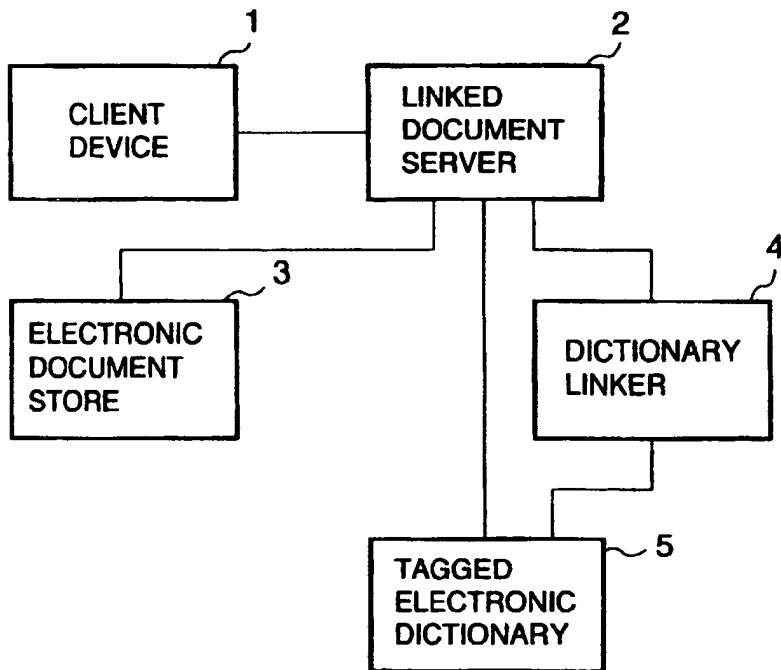 1
CLIENT
DEVICE
2
LINKED
DOCUMENT
SERVER
3
ELECTRONIC
DOCUMENT
STORE
4
DICTIONARY
LINKER
5
TAGGED
ELECTRONIC
DICTIONARY